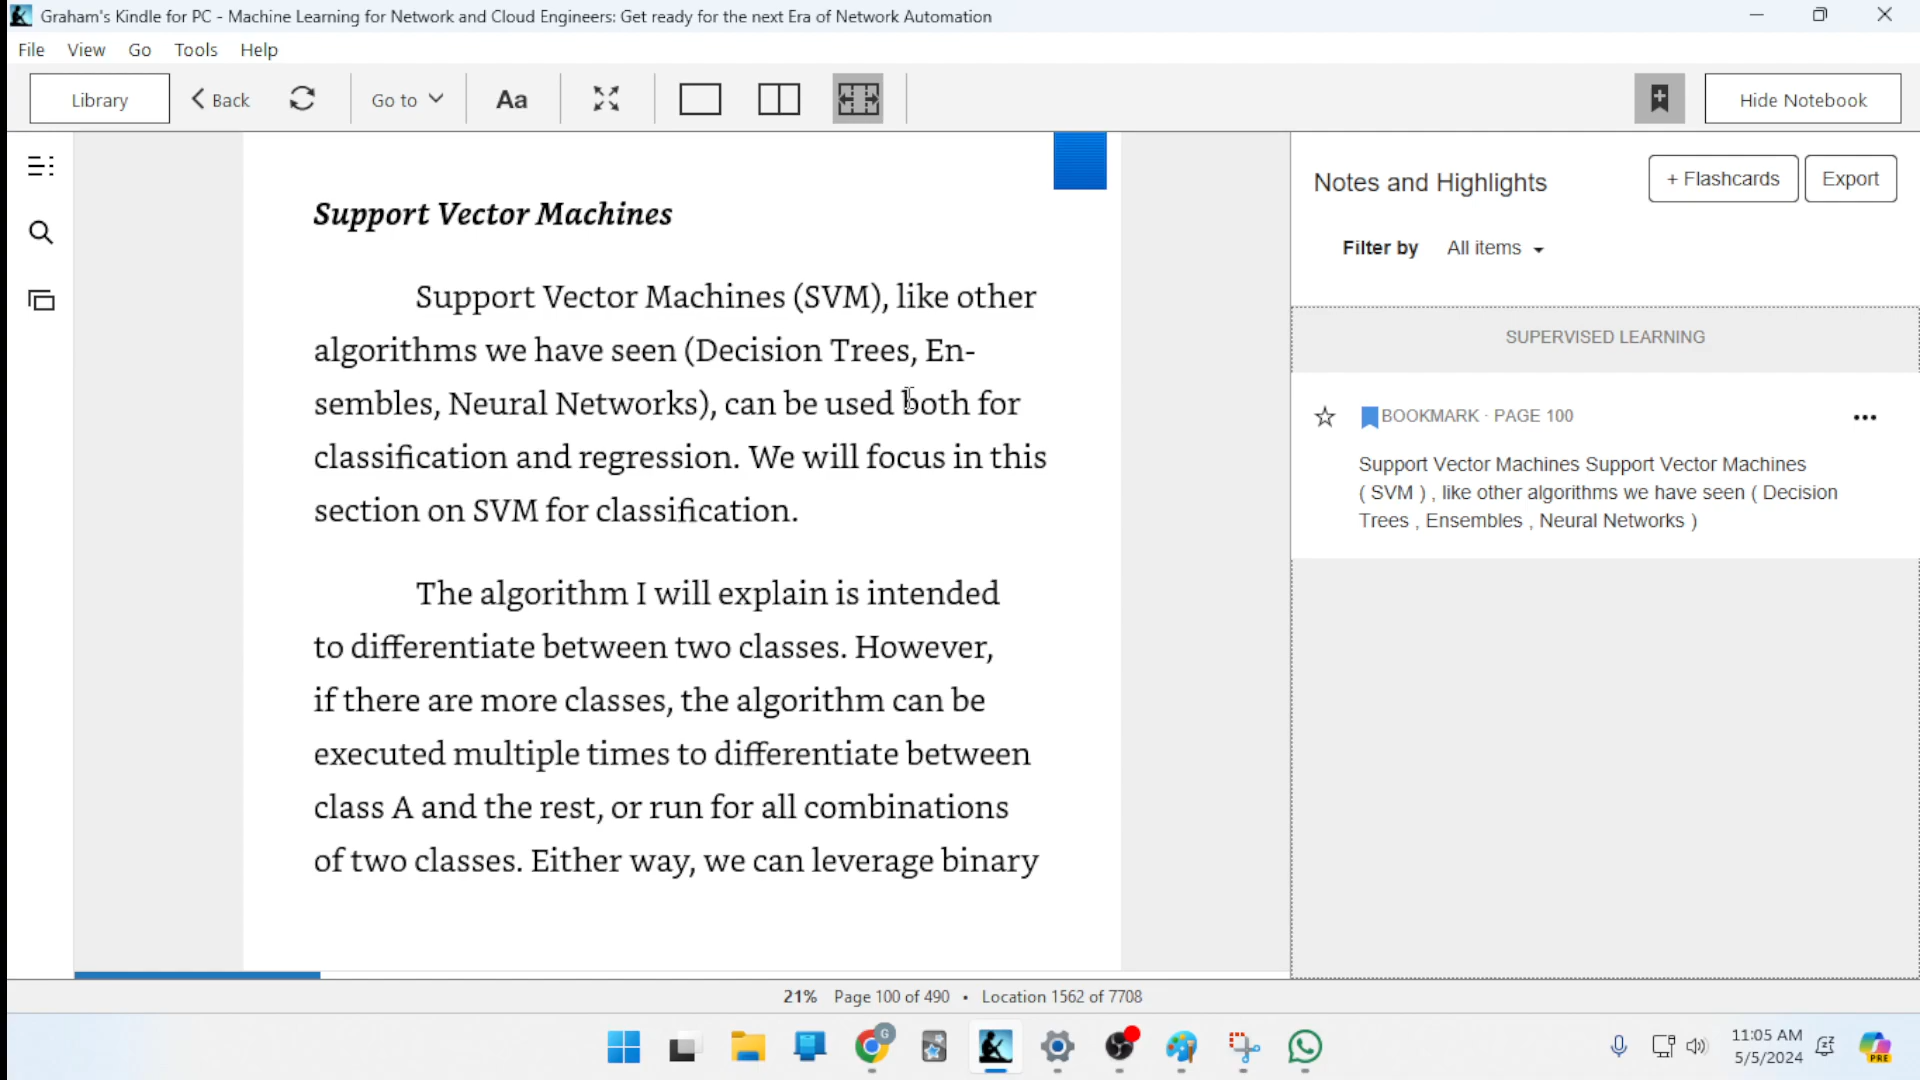 Graham's Kindle for PC - Machine Learning for Network and Cloud Engineers: Get ready for the next Era of Network Automation
File View Go Tools Help
Library Back Go to Aa Hide Notebook
Support Vector Machines
Support Vector Machines (SVM), like other
algorithms we have seen (Decision Trees, En-
sembles, Neural Networks), can be used both for
classification and regression. We will focus in this
section on SVM for classification.
The algorithm I will explain is intended
to differentiate between two classes. However,
if there are more classes, the algorithm can be
executed multiple times to differentiate between
class A and the rest, or run for all combinations
of two classes. Either way, we can leverage binary
Notes and Highlights + Flashcards Export
Filter by All items
SUPERVISED LEARNING
BOOKMARK · PAGE 100
Support Vector Machines Support Vector Machines
( SVM ) , like other algorithms we have seen ( Decision
Trees , Ensembles , Neural Networks )
21% Page 100 of 490 • Location 1562 of 7708
G
11:05 AM
5/5/2024
PRE